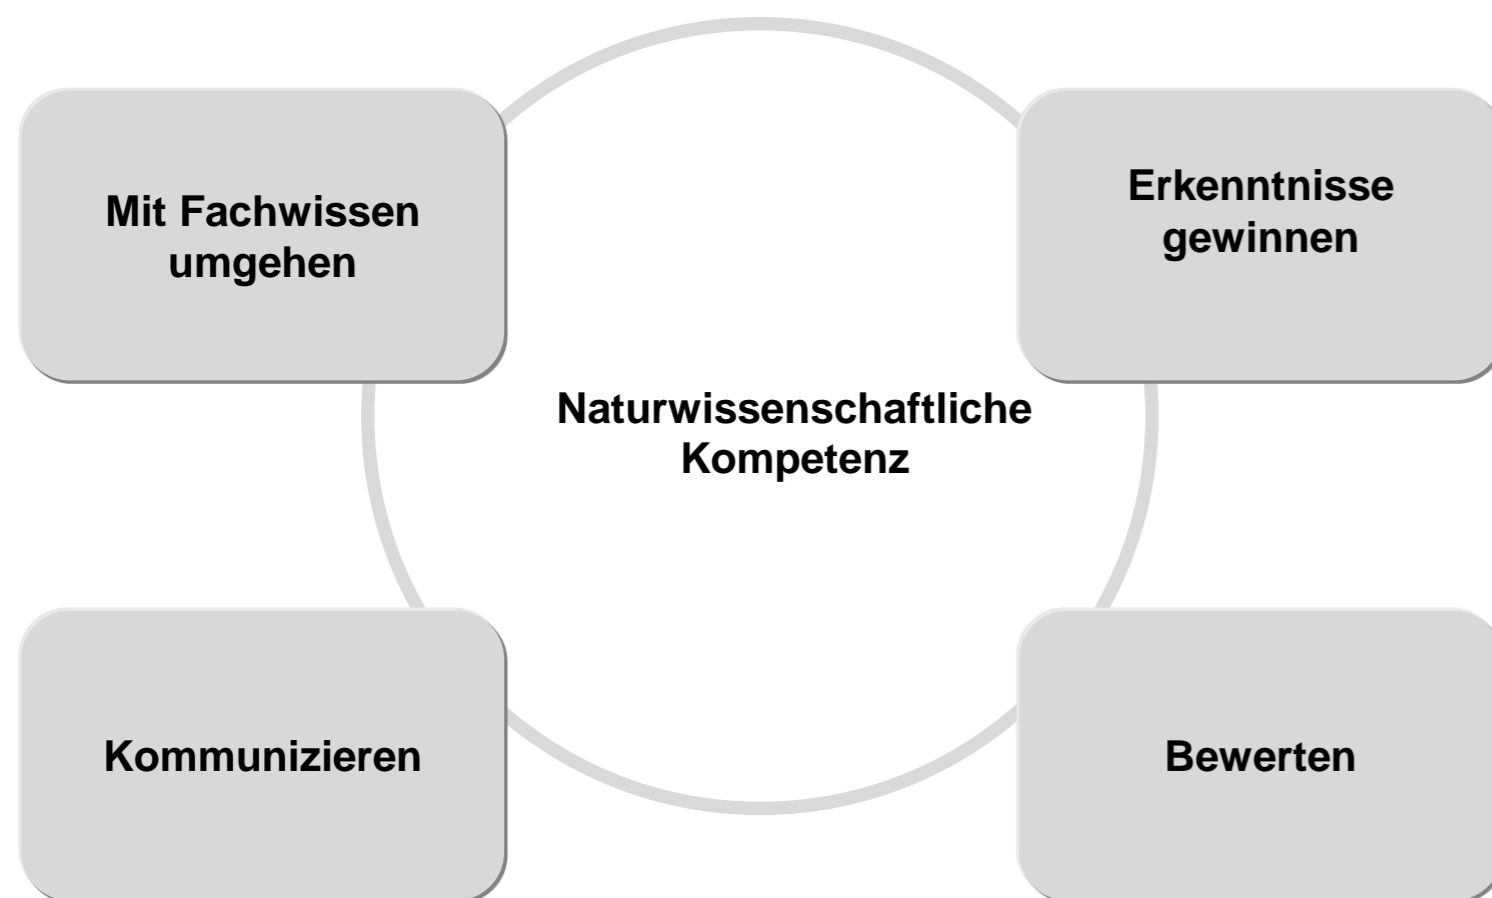 Mit Fachwissen
umgehen
Erkenntnisse
gewinnen
Naturwissenschaftliche
Kompetenz
Kommunizieren
Bewerten